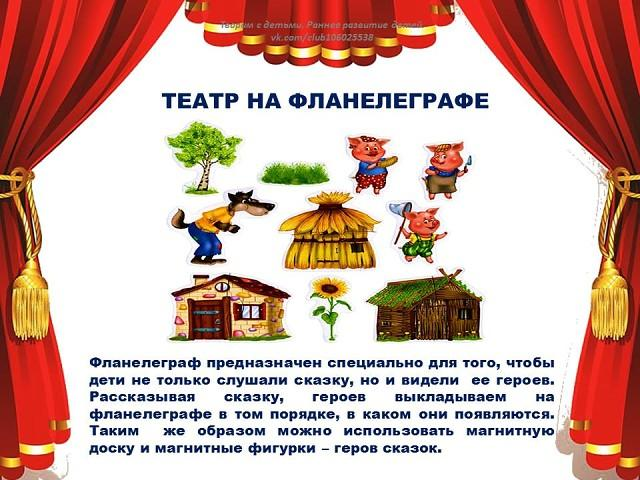 Творим с детьми. Раннее развитие детей
vk.com/club106025538
ТЕАТР НА ФЛАНЕЛЕГРАФЕ
Фланелеграф предназначен специально для того, чтобы
дети не только слушали сказку, но и видели ее героев.
Рассказывая сказку, героев выкладываем на
фланелеграфе в том порядке, в каком они появляются.
Таким же образом можно использовать магнитную
доску и магнитные фигурки – геров сказок.